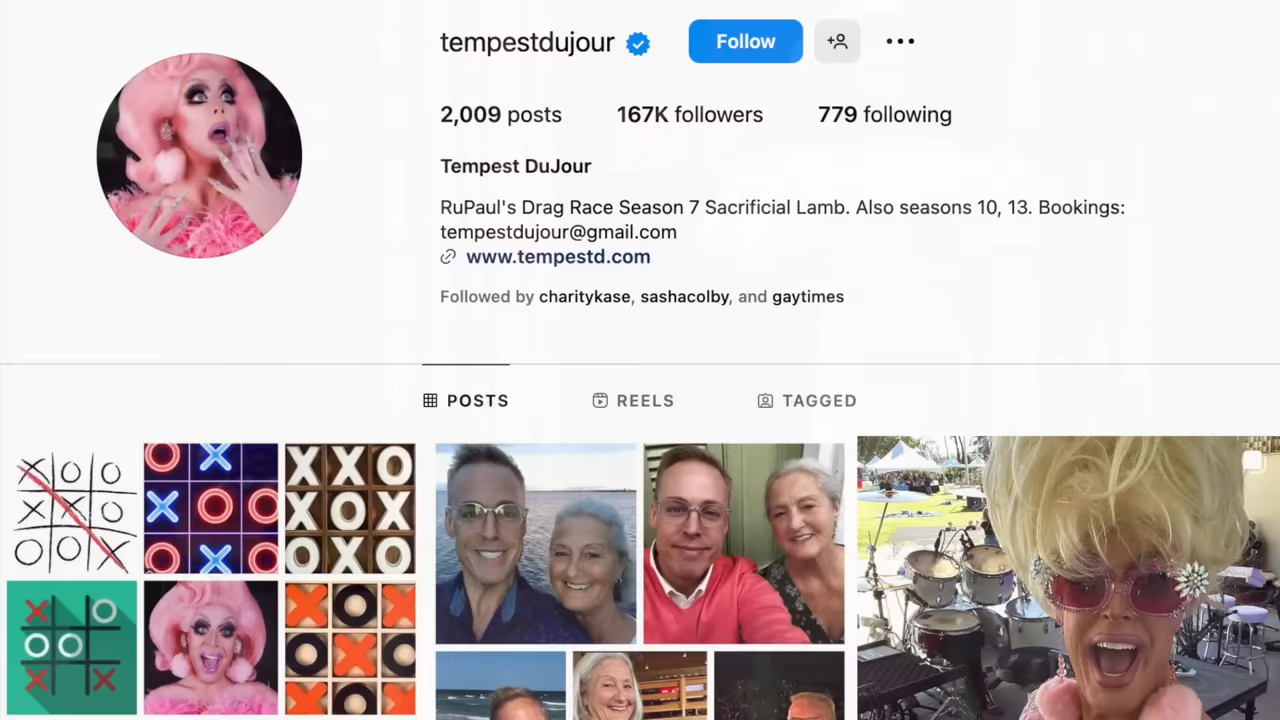 tempestdujour
Follow
2,009 posts 167K followers 779 following
Tempest DuJour
RuPaul's Drag Race Season 7 Sacrificial Lamb. Also seasons 10, 13. Bookings:
tempestdujour@gmail.com
www.tempestd.com
Followed by charitykase, sashacolby, and gaytimes
POSTS REELS TAGGED
X O O
X X O
O O X
O X
X O O
O X O
X X O
X O X
O X O
X O
O O
X X
X O X
O X O
X O X